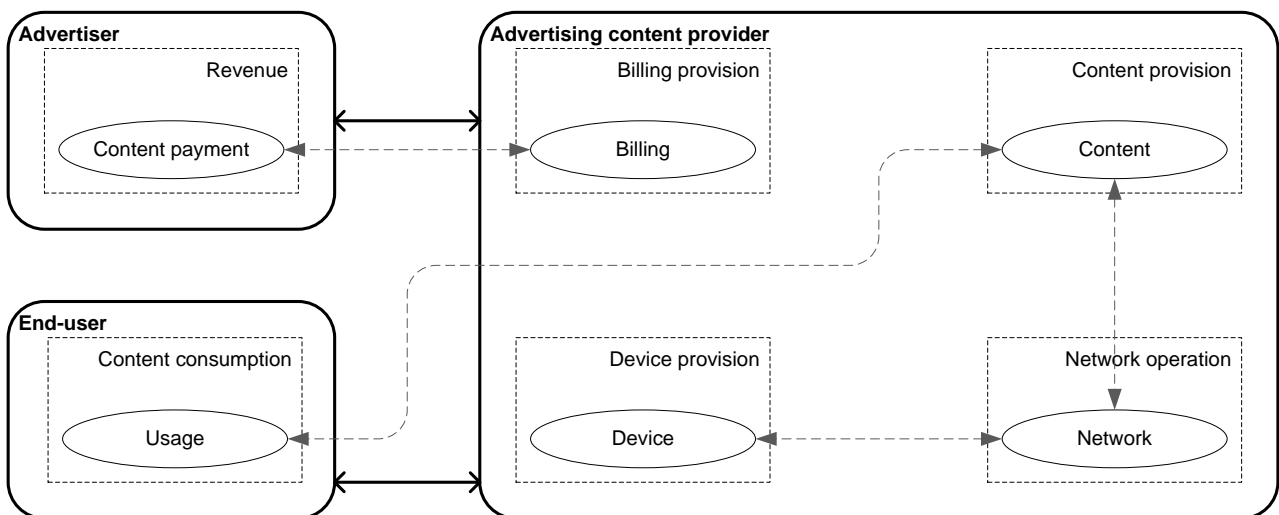 Advertiser
Revenue
Content payment
Advertising content provider
Billing provision
Billing
Content provision
Content
End-user
Content consumption
Usage
Device provision
Device
Network operation
Network